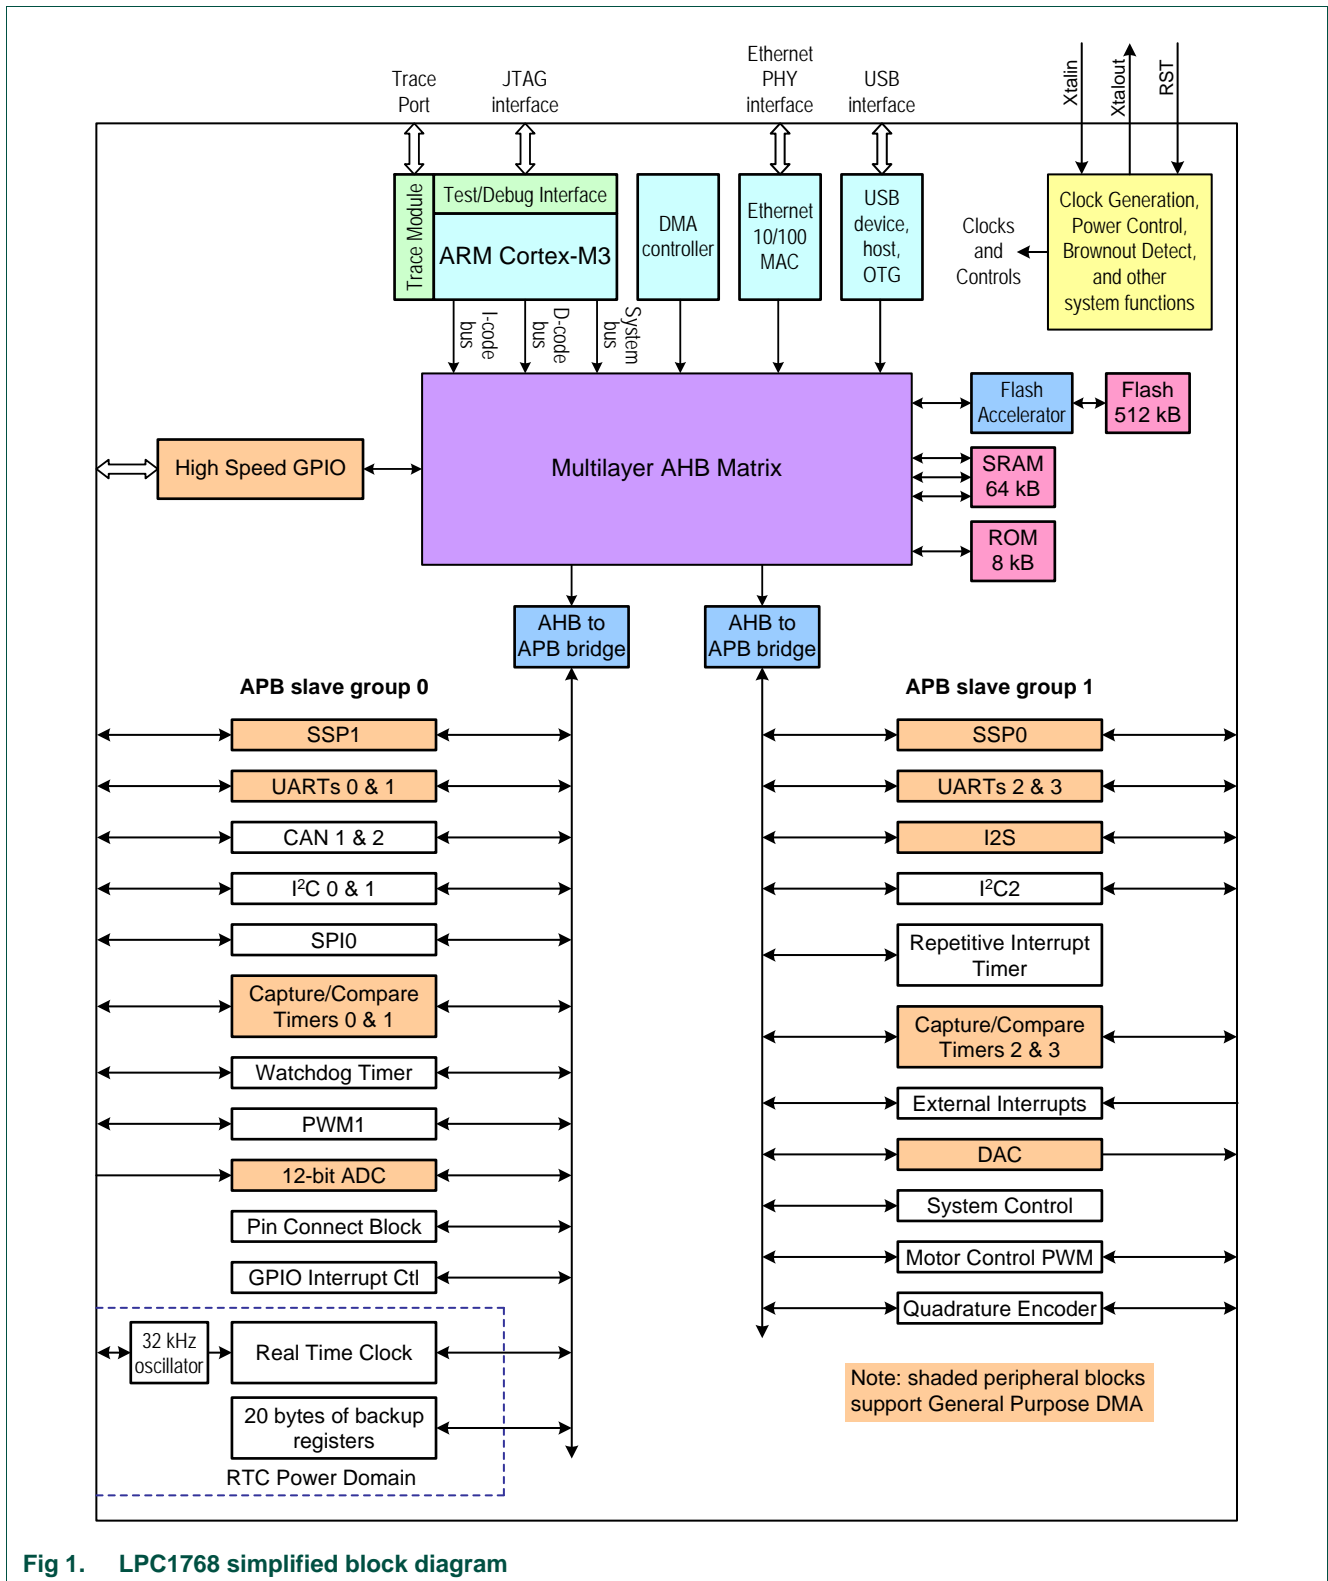 Trace
Port
JTAG
interface
Ethernet
PHY
interface
USB
interface
Xtalin
Xtalout
RST
Trace Module
Test/Debug Interface
ARM Cortex-M3
DMA
controller
Ethernet
10/100
MAC
USB
device,
host,
OTG
Clocks
and
Controls
Clock Generation,
Power Control,
Brownout Detect,
and other
system functions
I-code
bus
D-code
bus
System
bus
Multilayer AHB Matrix
High Speed GPIO
Flash
Accelerator
Flash
512 kB
SRAM
64 kB
ROM
8 kB
AHB to
APB bridge
AHB to
APB bridge
APB slave group 0
SSP1
UARTs 0 & 1
CAN 1 & 2
I²C 0 & 1
SPI0
Capture/Compare
Timers 0 & 1
Watchdog Timer
PWM1
12-bit ADC
Pin Connect Block
GPIO Interrupt Ctl
32 kHz
oscillator
Real Time Clock
20 bytes of backup
registers
RTC Power Domain
APB slave group 1
SSP0
UARTs 2 & 3
I2S
I²C2
Repetitive Interrupt
Timer
Capture/Compare
Timers 2 & 3
External Interrupts
DAC
System Control
Motor Control PWM
Quadrature Encoder
Note: shaded peripheral blocks
support General Purpose DMA
Fig 1. LPC1768 simplified block diagram